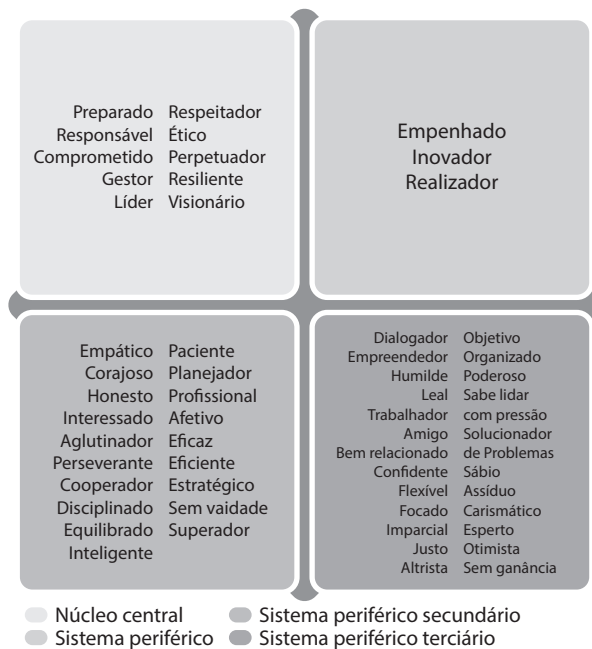 Preparado Respeitador
Responsável Ético
Comprometido Perpetuador
Gestor Resiliente
Líder Visionário
Empenhado
Inovador
Realizador
Empático Paciente
Corajoso Planejador
Honesto Profissional
Interessado Afetivo
Aglutinador Eficaz
Perseverante Eficiente
Cooperador Estratégico
Disciplinado Sem vaidade
Equilibrado Superador
Inteligente
Dialogador Objetivo
Empreendedor Organizado
Humilde Poderoso
Leal Sabe lidar
Trabalhador com pressão
Amigo Solucionador
Bem relacionado de Problemas
Confidente Sábio
Flexível Assíduo
Focado Carismático
Imparcial Esperto
Justo Otimista
Altrista Sem ganância
Núcleo central Sistema periférico secundário
Sistema periférico Sistema periférico terciário